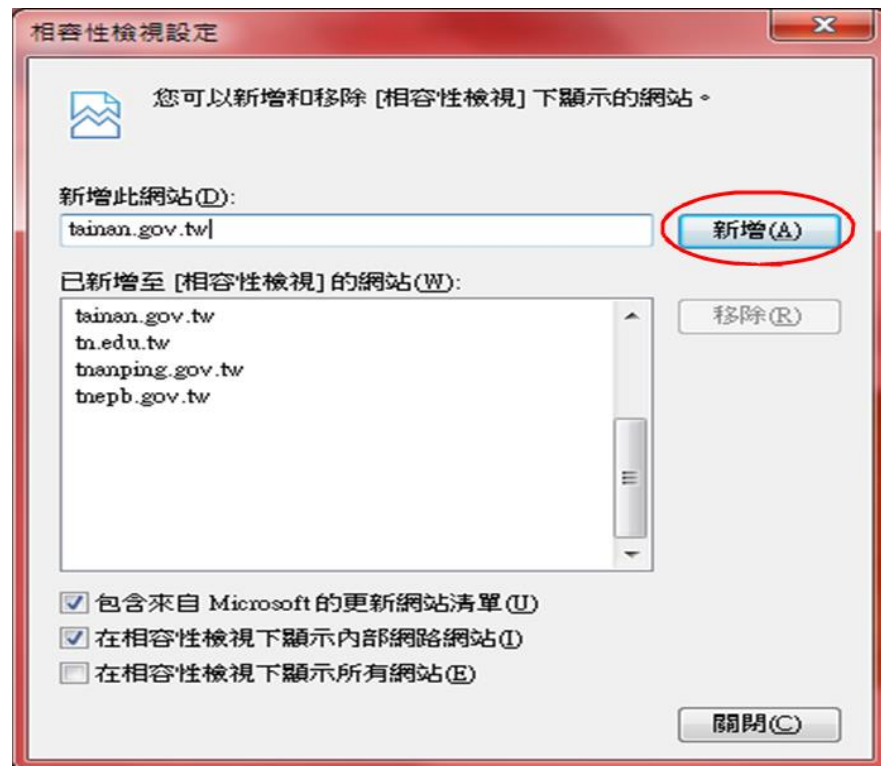 相容性檢視設定
您可以新增和移除 [相容性檢視] 下顯示的網站。
新增此網站(D):
tainan.gov.tw
新增(A)
已新增至 [相容性檢視] 的網站(W):
tainan.gov.tw
tn.edu.tw
tnanping.gov.tw
tnepb.gov.tw
移除(R)
包含來自 Microsoft 的更新網站清單(U)
在相容性檢視下顯示內部網路網站(I)
在相容性檢視下顯示所有網站(E)
關閉(C)